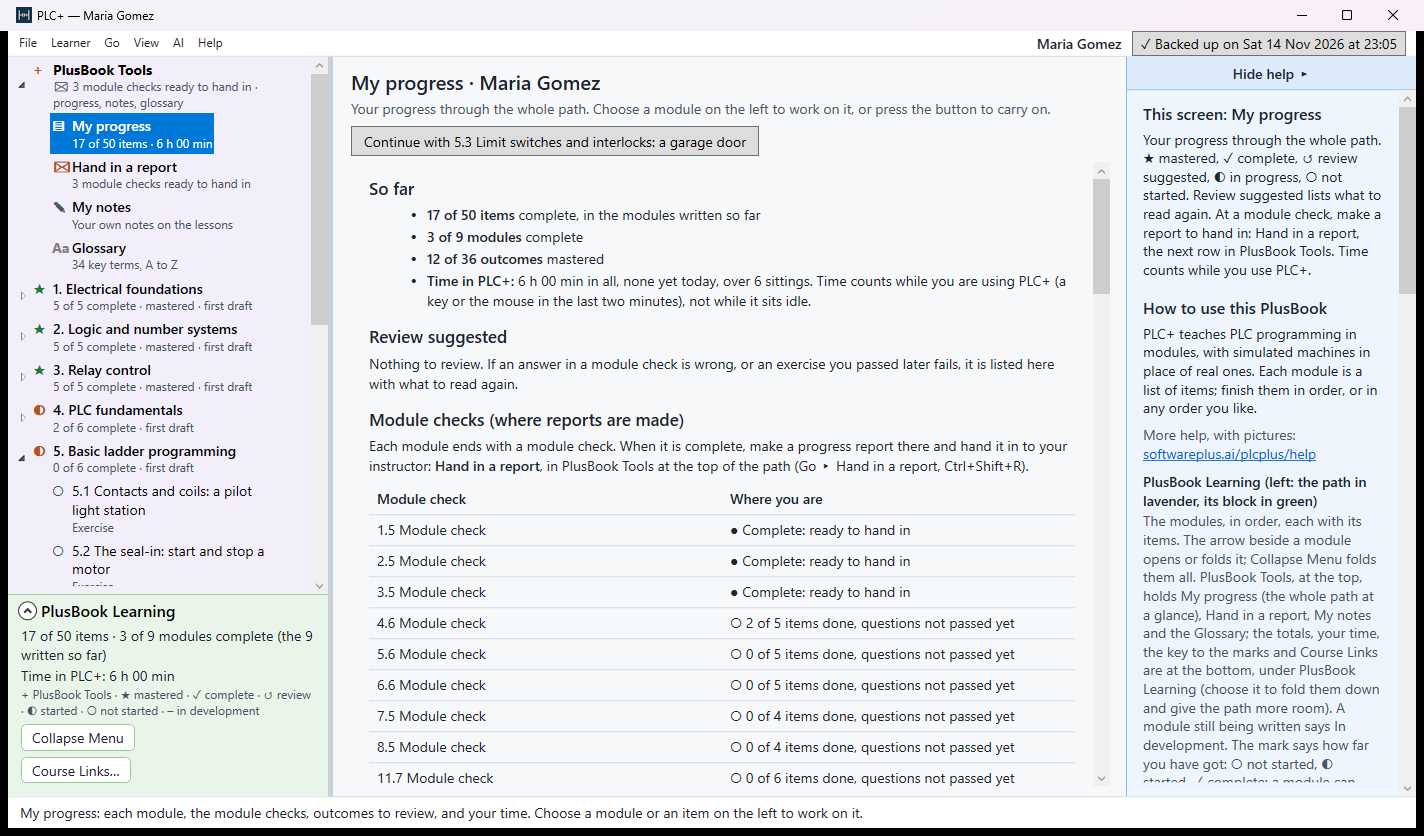 PLC+ — Maria Gomez
File Learner Go View AI Help
Maria Gomez
✓ Backed up on Sat 14 Nov 2026 at 23:05
+ PlusBook Tools
3 module checks ready to hand in ·
progress, notes, glossary
My progress
17 of 50 items · 6 h 00 min
Hand in a report
3 module checks ready to hand in
My notes
Your own notes on the lessons
Aa Glossary
34 key terms, A to Z
★ 1. Electrical foundations
5 of 5 complete · mastered · first draft
★ 2. Logic and number systems
5 of 5 complete · mastered · first draft
★ 3. Relay control
5 of 5 complete · mastered · first draft
◐ 4. PLC fundamentals
2 of 6 complete · first draft
◐ 5. Basic ladder programming
0 of 6 complete · first draft
○ 5.1 Contacts and coils: a pilot
light station
Exercise
○ 5.2 The seal-in: start and stop a
motor
Exercise
PlusBook Learning
17 of 50 items · 3 of 9 modules complete (the 9
written so far)
Time in PLC+: 6 h 00 min
+ PlusBook Tools · ★ mastered · ✓ complete · ↺ review
· ◐ started · ○ not started · – in development
Collapse Menu
Course Links...
My progress · Maria Gomez
Your progress through the whole path. Choose a module on the left to work on it, or press the button to carry on.
Continue with 5.3 Limit switches and interlocks: a garage door
So far
• 17 of 50 items complete, in the modules written so far
• 3 of 9 modules complete
• 12 of 36 outcomes mastered
• Time in PLC+: 6 h 00 min in all, none yet today, over 6 sittings. Time counts while you are using PLC+ (a
key or the mouse in the last two minutes), not while it sits idle.
Review suggested
Nothing to review. If an answer in a module check is wrong, or an exercise you passed later fails, it is listed here
with what to read again.
Module checks (where reports are made)
Each module ends with a module check. When it is complete, make a progress report there and hand it in to your
instructor: Hand in a report, in PlusBook Tools at the top of the path (Go ▸ Hand in a report, Ctrl+Shift+R).
Module check Where you are
1.5 Module check ● Complete: ready to hand in
2.5 Module check ● Complete: ready to hand in
3.5 Module check ● Complete: ready to hand in
4.6 Module check ○ 2 of 5 items done, questions not passed yet
5.6 Module check ○ 0 of 5 items done, questions not passed yet
6.6 Module check ○ 0 of 5 items done, questions not passed yet
7.5 Module check ○ 0 of 4 items done, questions not passed yet
8.5 Module check ○ 0 of 4 items done, questions not passed yet
11.7 Module check ○ 0 of 6 items done, questions not passed yet
Hide help ▸
This screen: My progress
Your progress through the whole path.
★ mastered, ✓ complete, ↺ review
suggested, ◐ in progress, ○ not
started. Review suggested lists what to
read again. At a module check, make a
report to hand in: Hand in a report,
the next row in PlusBook Tools. Time
counts while you use PLC+.
How to use this PlusBook
PLC+ teaches PLC programming in
modules, with simulated machines in
place of real ones. Each module is a
list of items; finish them in order, or in
any order you like.
More help, with pictures:
softwareplus.ai/plcplus/help
PlusBook Learning (left: the path in
lavender, its block in green)
The modules, in order, each with its
items. The arrow beside a module
opens or folds it; Collapse Menu folds
them all. PlusBook Tools, at the top,
holds My progress (the whole path at
a glance), Hand in a report, My notes
and the Glossary; the totals, your time,
the key to the marks and Course Links
are at the bottom, under PlusBook
Learning (choose it to fold them down
and give the path more room). A
module still being written says In
development. The mark says how far
you have got: ○ not started, ◐
started, ✓ complete; a module can
My progress: each module, the module checks, outcomes to review, and your time. Choose a module or an item on the left to work on it.